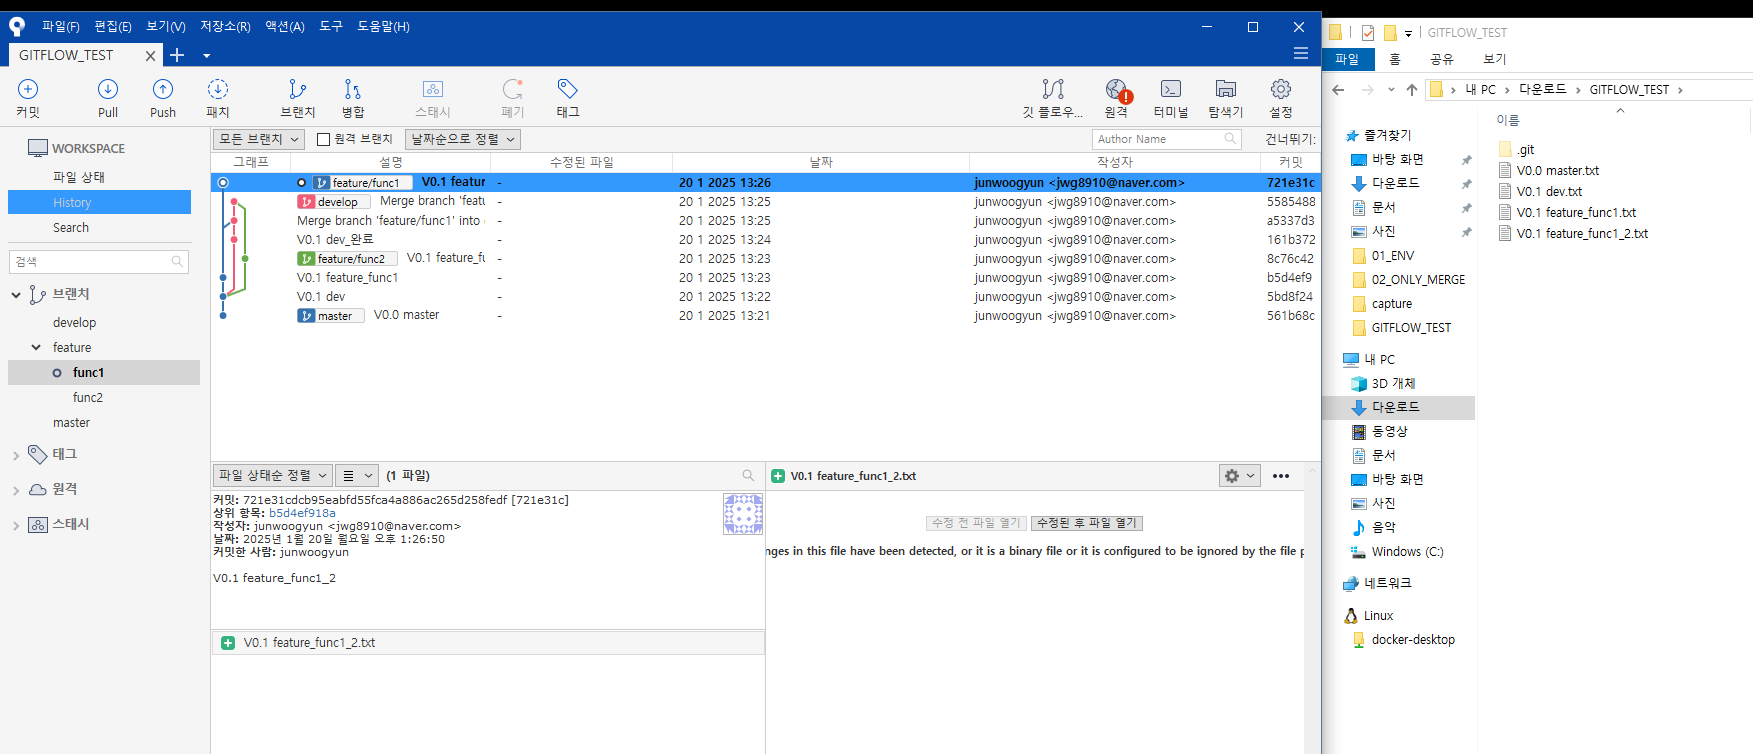 파일(F) 편집(E) 보기(V) 저장소(R) 액션(A) 도구 도움말(H)
GITFLOW_TEST
커밋 Pull Push 패치 브랜치 병합 스태시 폐기 태그 깃 플로우... 원격 터미널 탐색기 설정
WORKSPACE
파일 상태
History
Search
검색
브랜치
develop
feature
func1
func2
master
태그
원격
스태시
모든 브랜치 원격 브랜치 날짜순으로 정렬 Author Name 건너뛰기:
그래프 설명 수정된 파일 날짜 작성자 커밋
feature/func1 V0.1 featur - 20 1 2025 13:26 junwoogyun <jwg8910@naver.com> 721e31c
develop Merge branch 'featu - 20 1 2025 13:25 junwoogyun <jwg8910@naver.com> 5585488
Merge branch 'feature/func1' into - 20 1 2025 13:25 junwoogyun <jwg8910@naver.com> a5337d3
V0.1 dev_완료 - 20 1 2025 13:24 junwoogyun <jwg8910@naver.com> 161b372
feature/func2 V0.1 feature_fu - 20 1 2025 13:23 junwoogyun <jwg8910@naver.com> 8c76c42
V0.1 feature_func1 - 20 1 2025 13:23 junwoogyun <jwg8910@naver.com> b5d4ef9
V0.1 dev - 20 1 2025 13:22 junwoogyun <jwg8910@naver.com> 5bd8f24
master V0.0 master - 20 1 2025 13:21 junwoogyun <jwg8910@naver.com> 561b68c
파일 상태순 정렬 (1 파일)
커밋: 721e31cdcb95eabfd55fca4a886ac265d258fedf [721e31c]
상위 항목: b5d4ef918a
작성자: junwoogyun <jwg8910@naver.com>
날짜: 2025년 1월 20일 월요일 오후 1:26:50
커밋한 사람: junwoogyun
V0.1 feature_func1_2
V0.1 feature_func1_2.txt
V0.1 feature_func1_2.txt
수정 전 파일 열기 수정된 후 파일 열기
nges in this file have been detected, or it is a binary file or it is configured to be ignored by the file p
GITFLOW_TEST
파일 홈 공유 보기
내 PC 다운로드 GITFLOW_TEST
즐겨찾기
바탕 화면
다운로드
문서
사진
01_ENV
02_ONLY_MERGE
capture
GITFLOW_TEST
내 PC
3D 개체
다운로드
동영상
문서
바탕 화면
사진
음악
Windows (C:)
네트워크
Linux
docker-desktop
이름
.git
V0.0 master.txt
V0.1 dev.txt
V0.1 feature_func1.txt
V0.1 feature_func1_2.txt